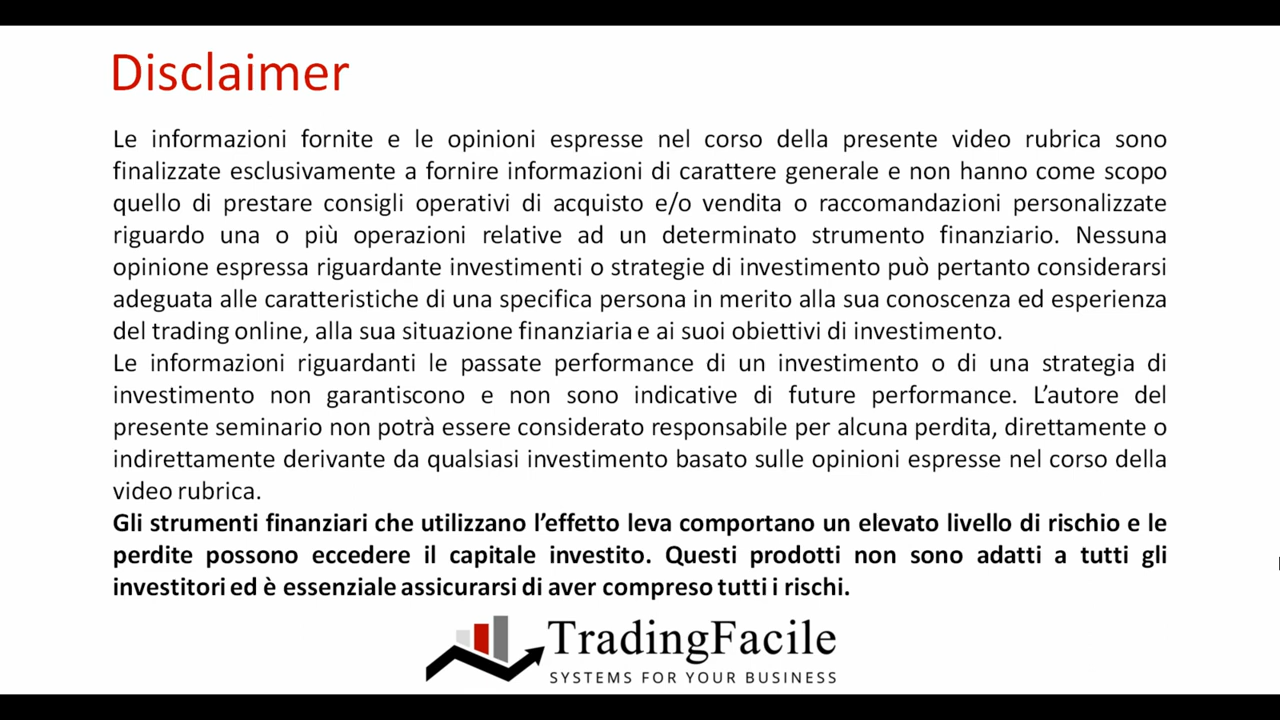 Disclaimer
Le informazioni fornite e le opinioni espresse nel corso della presente video rubrica sono
finalizzate esclusivamente a fornire informazioni di carattere generale e non hanno come scopo
quello di prestare consigli operativi di acquisto e/o vendita o raccomandazioni personalizzate
riguardo una o più operazioni relative ad un determinato strumento finanziario. Nessuna
opinione espressa riguardante investimenti o strategie di investimento può pertanto considerarsi
adeguata alle caratteristiche di una specifica persona in merito alla sua conoscenza ed esperienza
del trading online, alla sua situazione finanziaria e ai suoi obiettivi di investimento.
Le informazioni riguardanti le passate performance di un investimento o di una strategia di
investimento non garantiscono e non sono indicative di future performance. L’autore del
presente seminario non potrà essere considerato responsabile per alcuna perdita, direttamente o
indirettamente derivante da qualsiasi investimento basato sulle opinioni espresse nel corso della
video rubrica.
Gli strumenti finanziari che utilizzano l’effetto leva comportano un elevato livello di rischio e le
perdite possono eccedere il capitale investito. Questi prodotti non sono adatti a tutti gli
investitori ed è essenziale assicurarsi di aver compreso tutti i rischi.
TradingFacile
SYSTEMS FOR YOUR BUSINESS